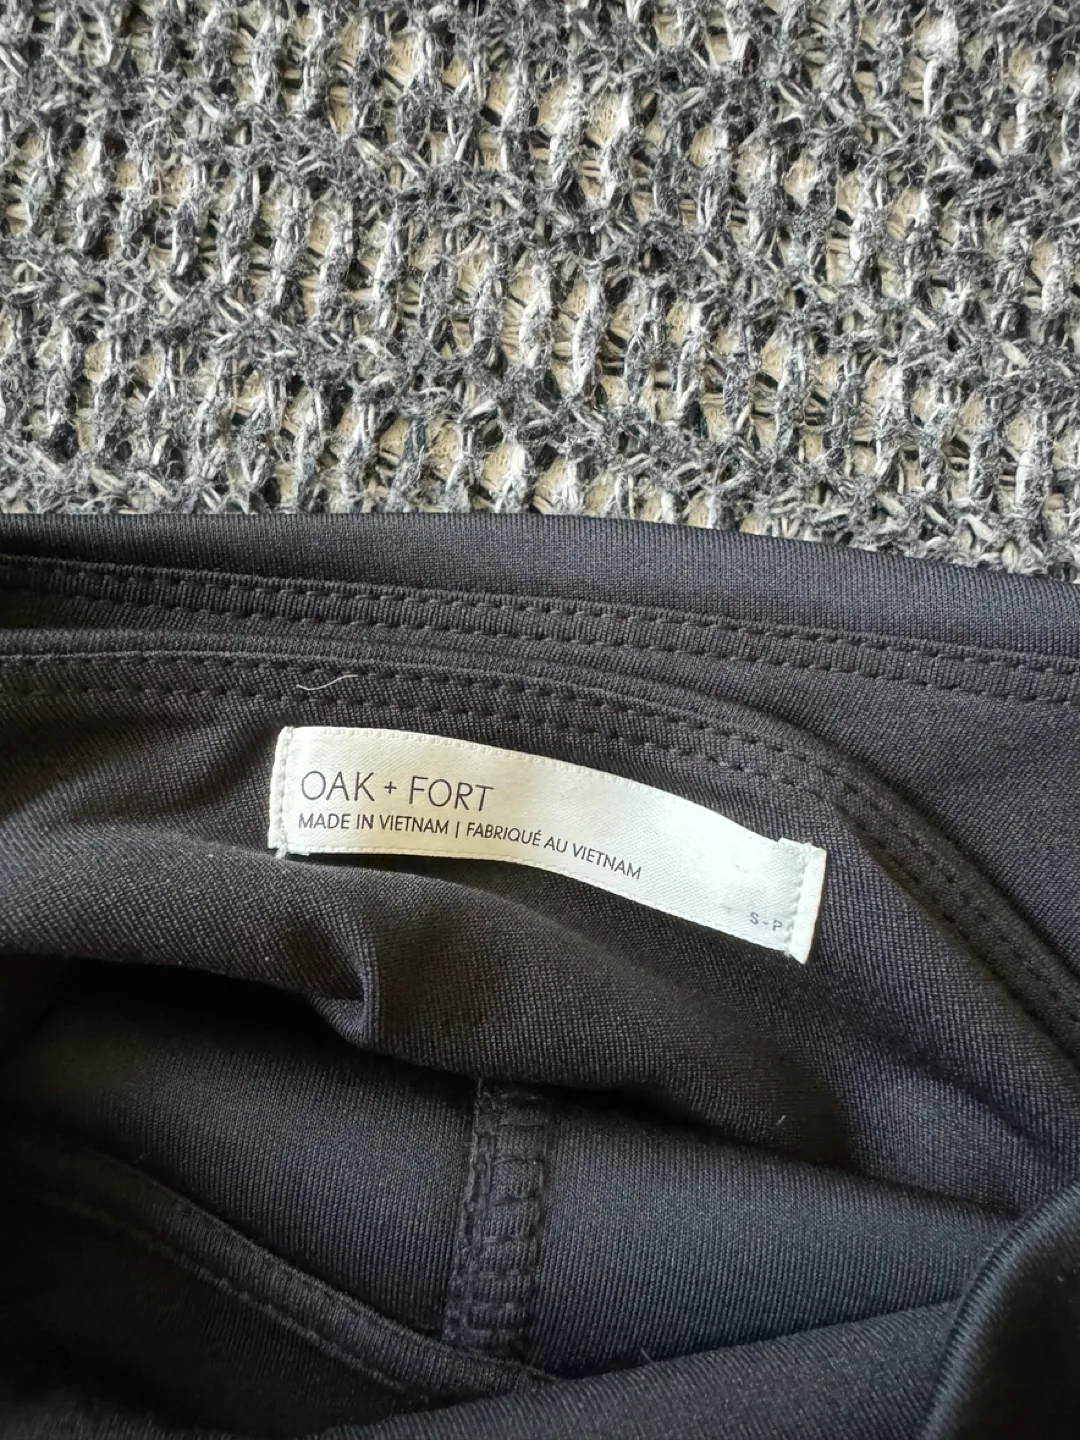 OAK + FORT
MADE IN VIETNAM | FABRIQUÉ AU VIETNAM
S-P